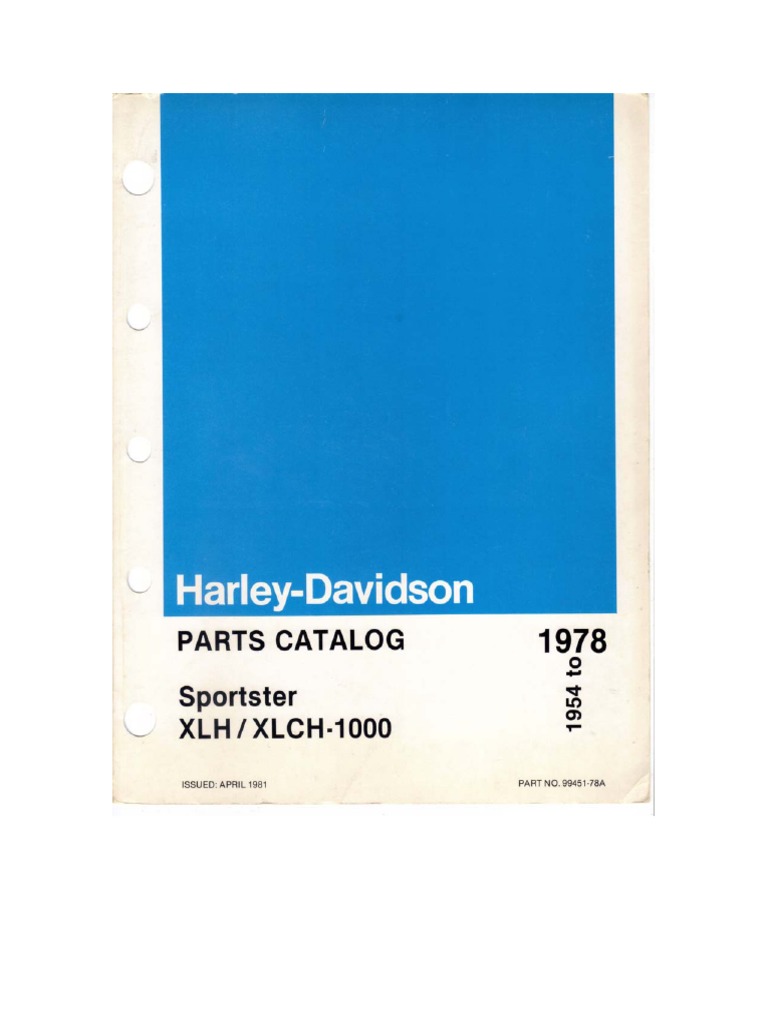 Harley-Davidson
PARTS CATALOG
1978
1954 to
Sportster
XLH / XLCH-1000
ISSUED: APRIL 1981
PART NO. 99451-78A